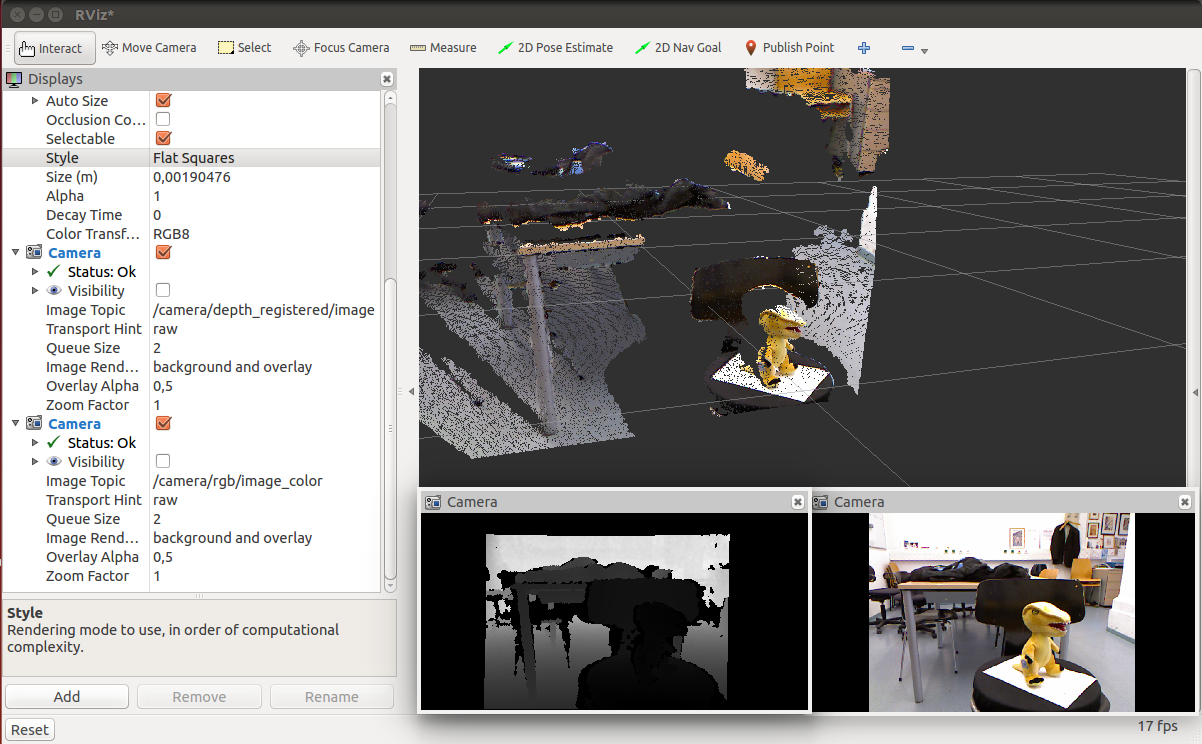 RViz*
Interact Move Camera Select Focus Camera Measure 2D Pose Estimate 2D Nav Goal Publish Point
Displays
Auto Size
Occlusion Co...
Selectable
Style Flat Squares
Size (m) 0,00190476
Alpha 1
Decay Time 0
Color Transf... RGB8
Camera
Status: Ok
Visibility
Image Topic /camera/depth_registered/image
Transport Hint raw
Queue Size 2
Image Rend... background and overlay
Overlay Alpha 0,5
Zoom Factor 1
Camera
Status: Ok
Visibility
Image Topic /camera/rgb/image_color
Transport Hint raw
Queue Size 2
Image Rend... background and overlay
Overlay Alpha 0,5
Zoom Factor 1
Style
Rendering mode to use, in order of computational
complexity.
Add Remove Rename
Reset
Camera
Camera
17 fps